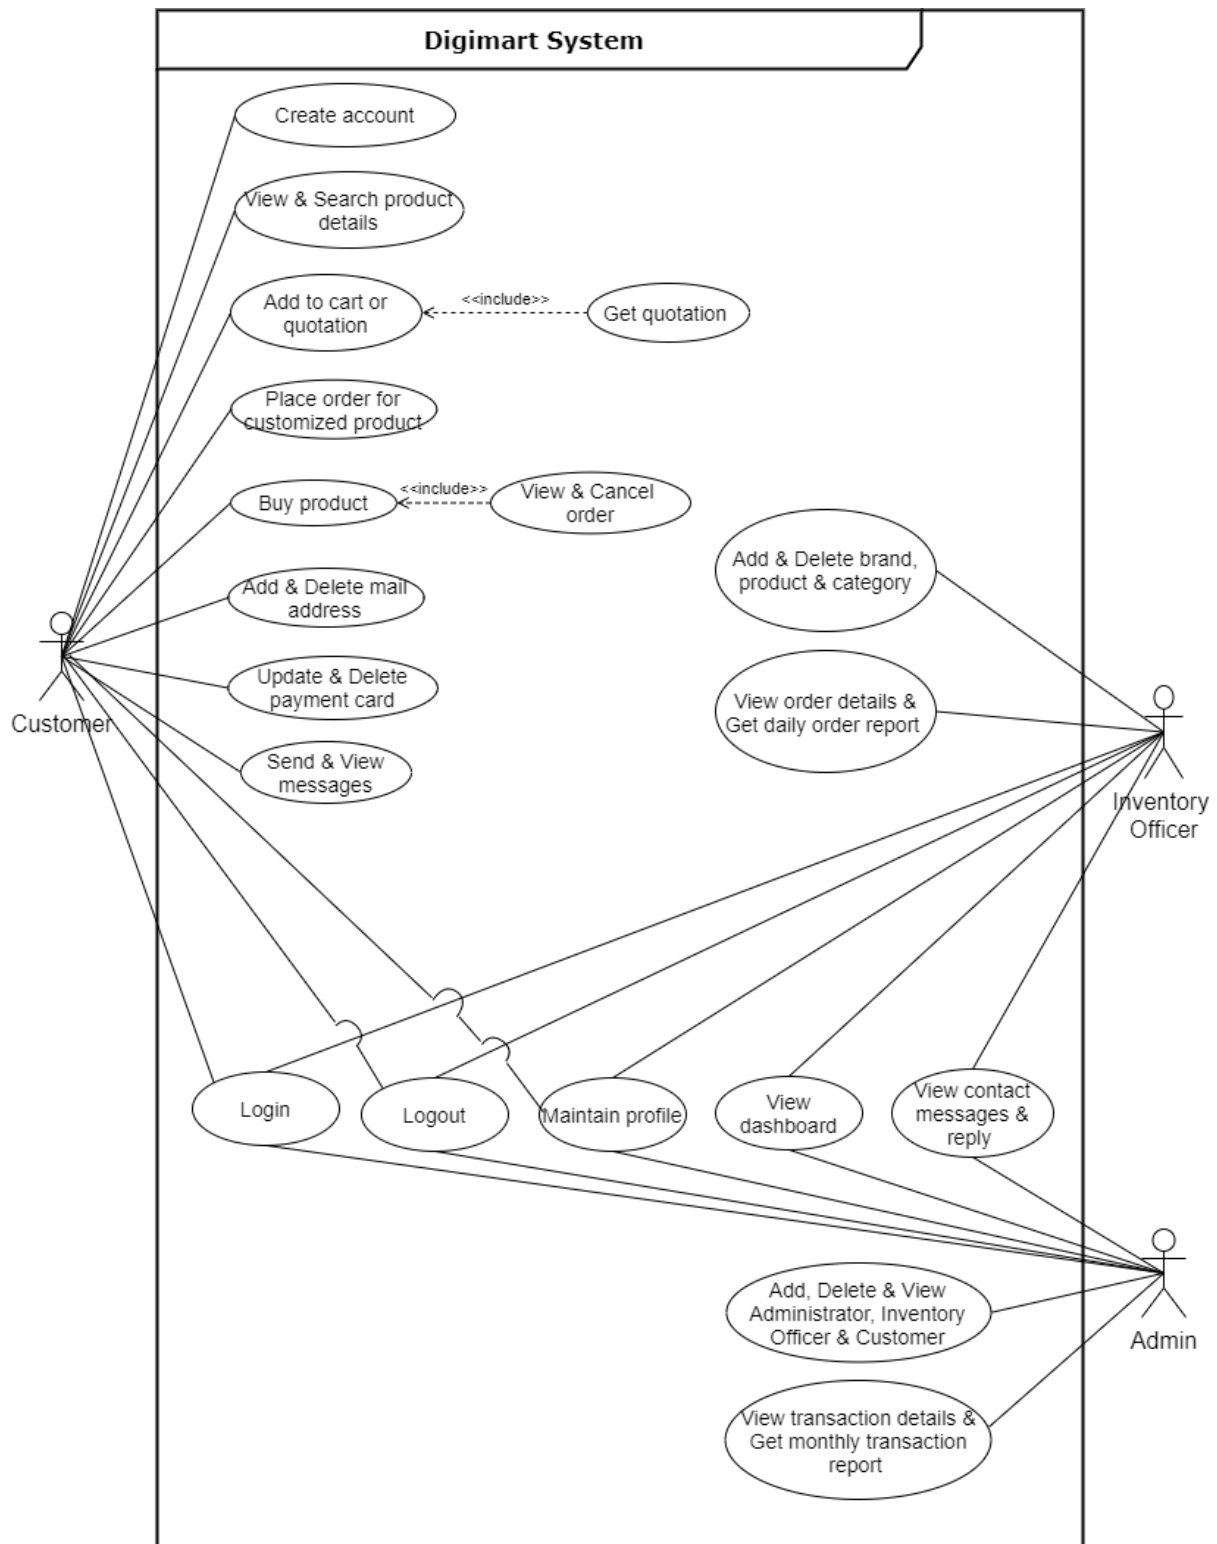 Digimart System
Create account
View & Search product
details
Add to cart or
quotation
<<include>>
Get quotation
Place order for
customized product
Buy product
<<include>>
View & Cancel
order
Add & Delete brand,
product & category
Add & Delete mail
address
Update & Delete
payment card
View order details &
Get daily order report
Customer
Send & View
messages
Inventory
Officer
Login
Logout
Maintain profile
View
dashboard
View contact
messages &
reply
Add, Delete & View
Administrator, Inventory
Officer & Customer
Admin
View transaction details &
Get monthly transaction
report